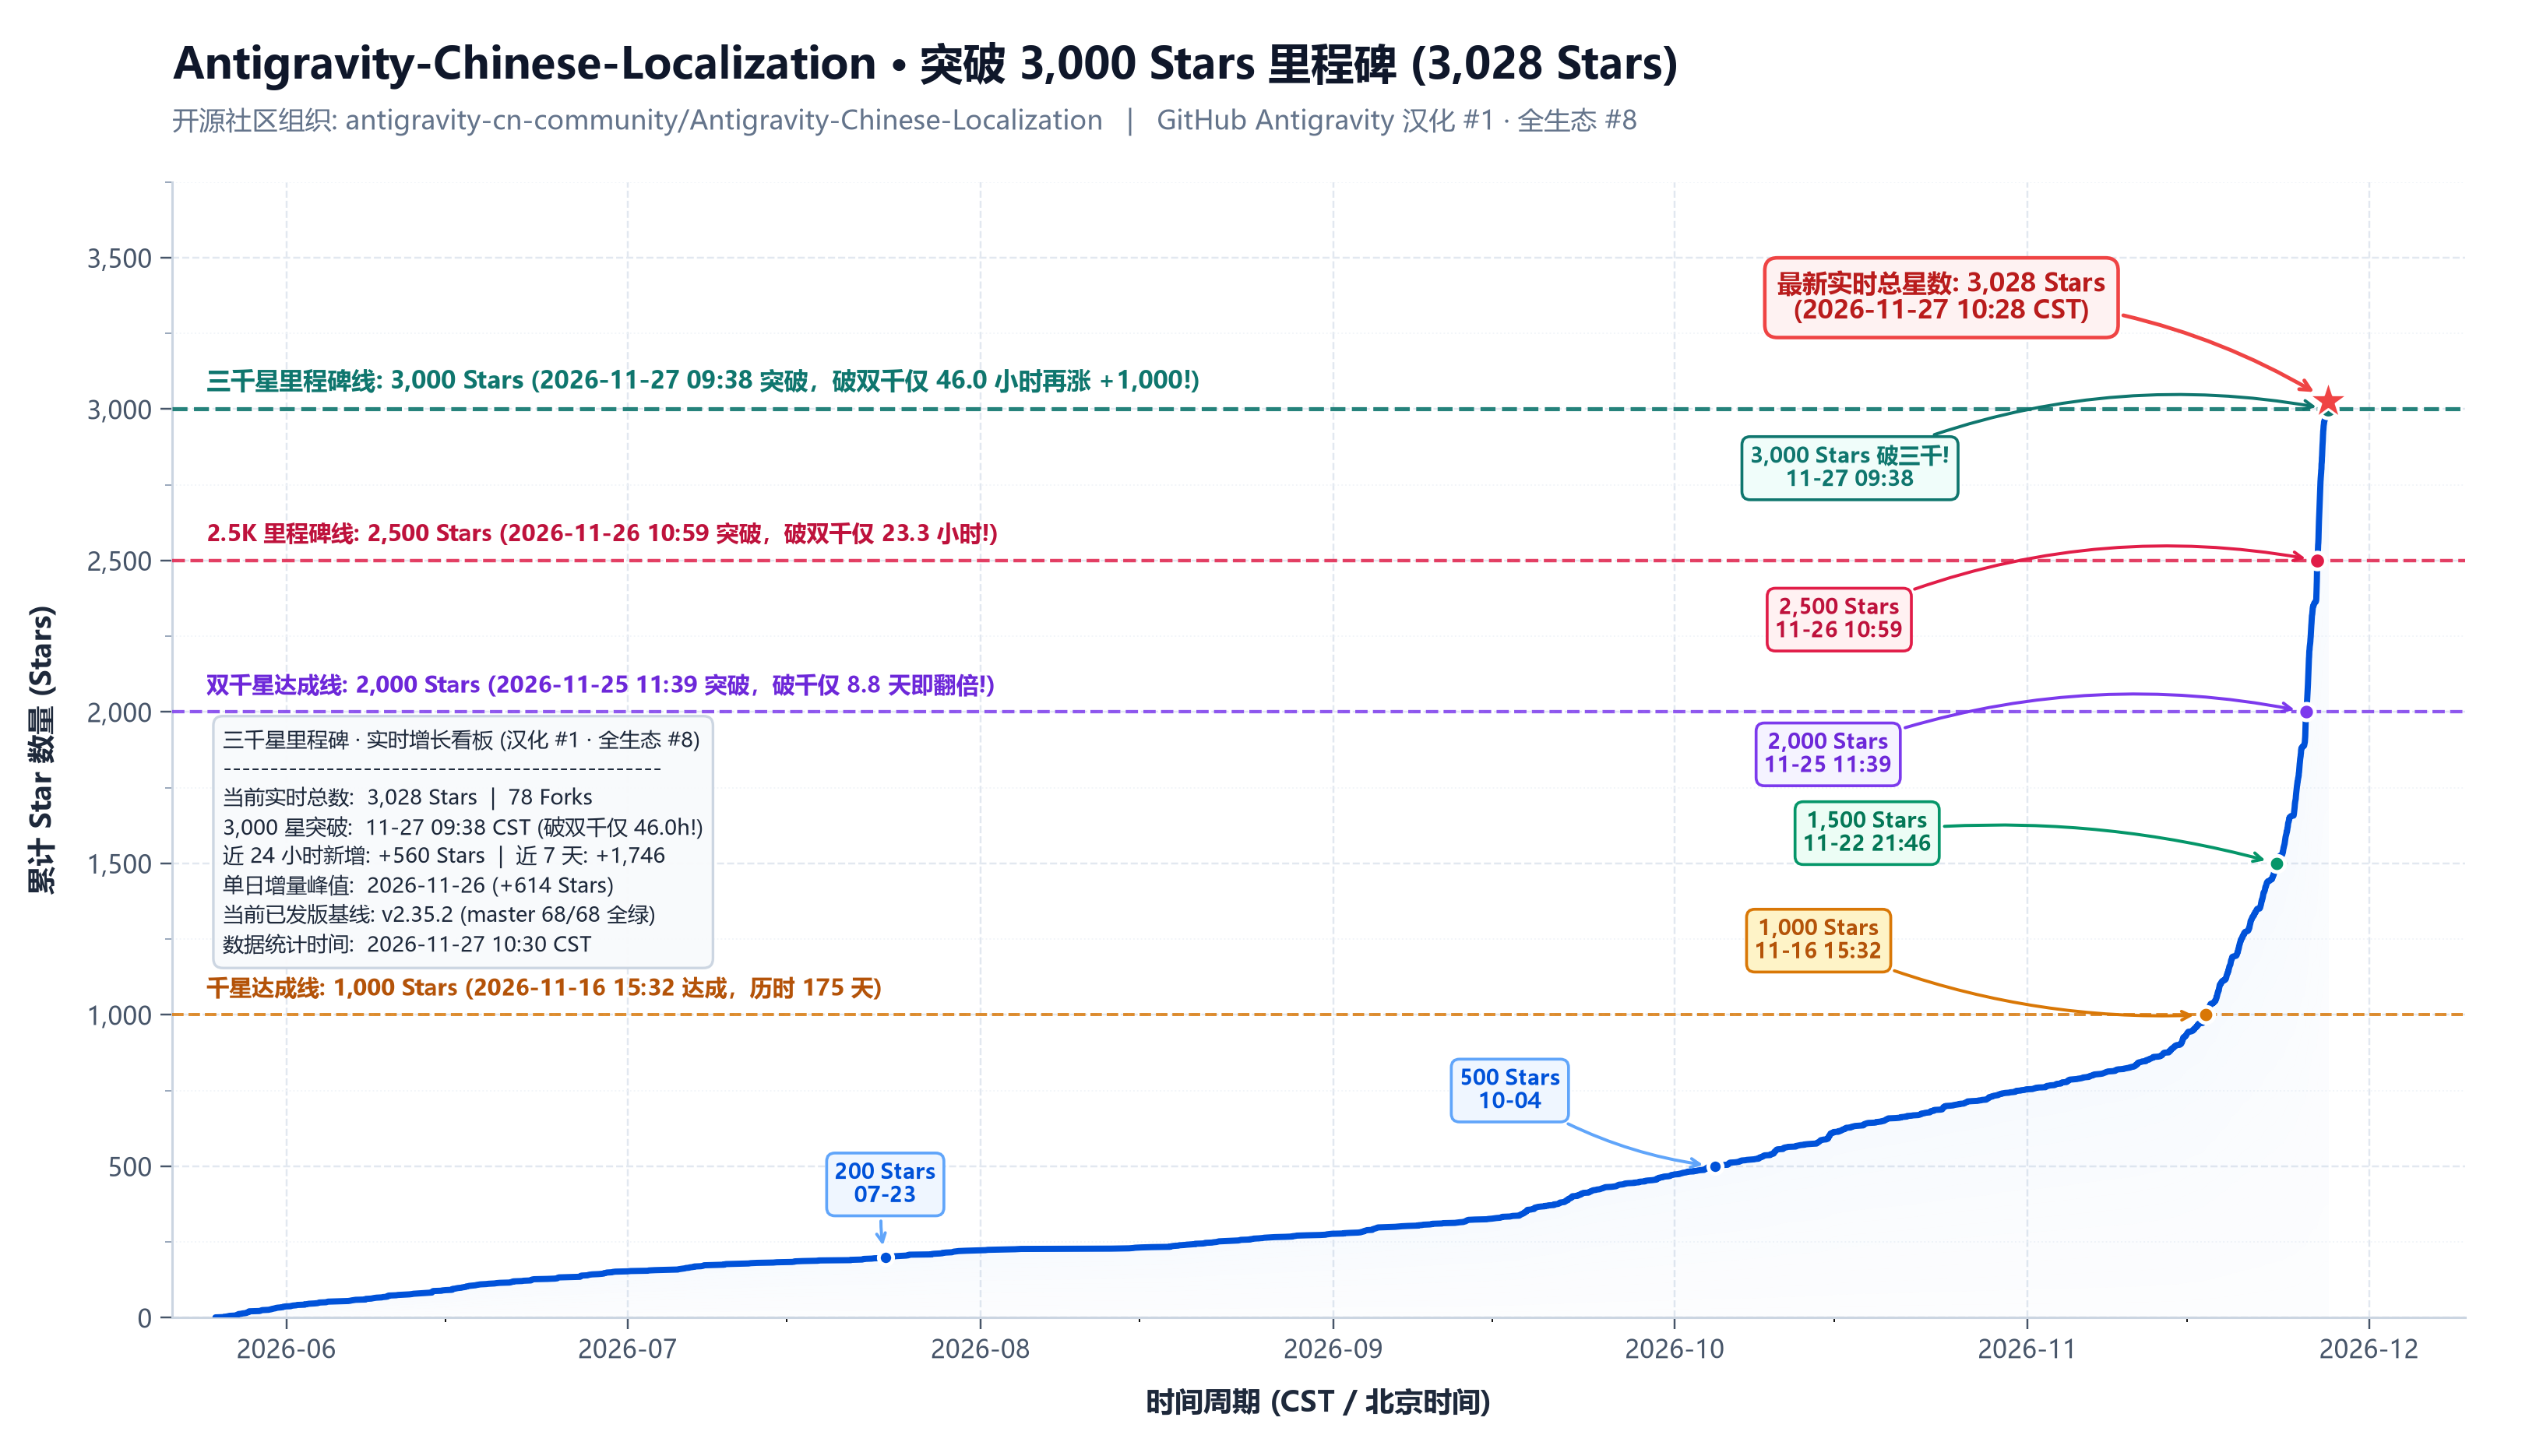 Antigravity-Chinese-Localization • 突破 3,000 Stars 里程碑 (3,028 Stars)
开源社区组织: antigravity-cn-community/Antigravity-Chinese-Localization | GitHub Antigravity 汉化 #1 · 全生态 #8
累计 Star 数量 (Stars)
3,500
3,000
2,500
2,000
1,500
1,000
500
0
最新实时总星数: 3,028 Stars
(2026-11-27 10:28 CST)
三千星里程碑线: 3,000 Stars (2026-11-27 09:38 突破，破双千仅 46.0 小时再涨 +1,000!)
3,000 Stars 破三千!
11-27 09:38
2.5K 里程碑线: 2,500 Stars (2026-11-26 10:59 突破，破双千仅 23.3 小时!)
2,500 Stars
11-26 10:59
双千星达成线: 2,000 Stars (2026-11-25 11:39 突破，破千仅 8.8 天即翻倍!)
2,000 Stars
11-25 11:39
三千星里程碑 · 实时增长看板 (汉化 #1 · 全生态 #8)
-----------------------------------------------
当前实时总数: 3,028 Stars | 78 Forks
3,000 星突破: 11-27 09:38 CST (破双千仅 46.0h!)
近 24 小时新增: +560 Stars | 近 7 天: +1,746
单日增量峰值: 2026-11-26 (+614 Stars)
当前已发版基线: v2.35.2 (master 68/68 全绿)
数据统计时间: 2026-11-27 10:30 CST
1,500 Stars
11-22 21:46
1,000 Stars
11-16 15:32
千星达成线: 1,000 Stars (2026-11-16 15:32 达成，历时 175 天)
500 Stars
10-04
200 Stars
07-23
2026-06
2026-07
2026-08
2026-09
2026-10
2026-11
2026-12
时间周期 (CST / 北京时间)